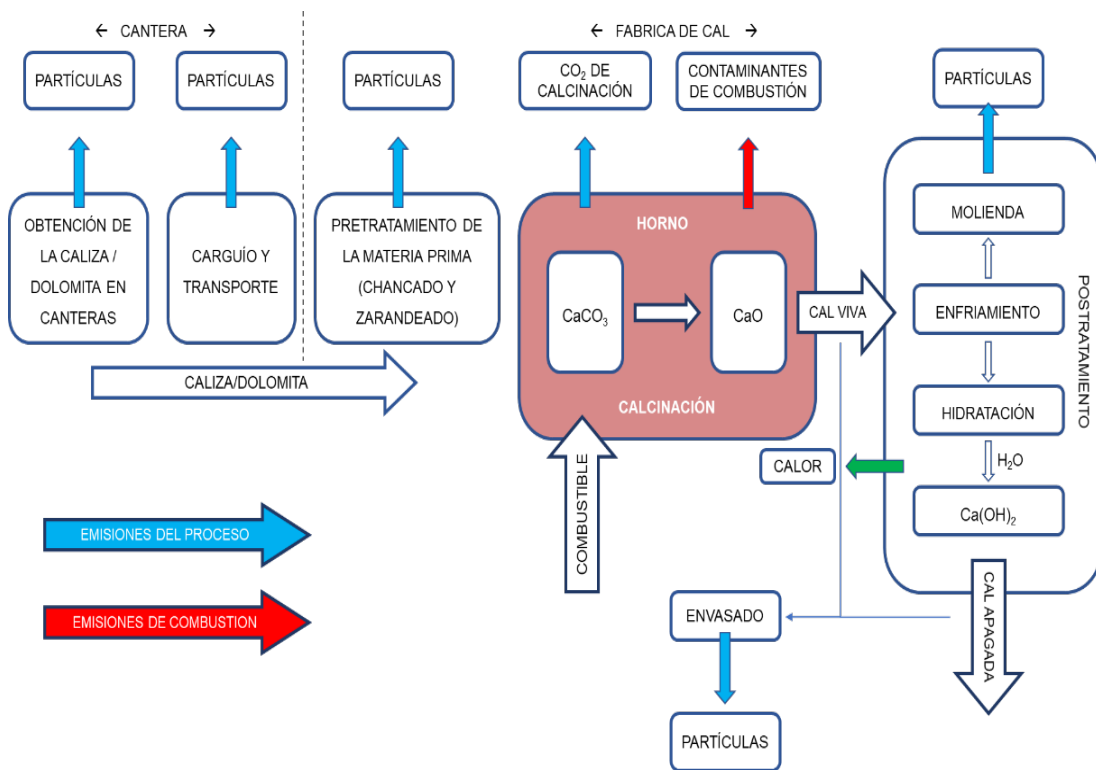 ← CANTERA →
← FABRICA DE CAL →
PARTÍCULAS
PARTÍCULAS
PARTÍCULAS
CO₂ DE
CALCINACIÓN
CONTAMINANTES
DE COMBUSTIÓN
PARTÍCULAS
OBTENCIÓN DE
LA CALIZA /
DOLOMITA EN
CANTERAS
CARGUÍO Y
TRANSPORTE
PRETRATAMIENTO DE
LA MATERIA PRIMA
(CHANCADO Y
ZARANDEADO)
HORNO
CaCO₃
CaO
CALCINACIÓN
CAL VIVA
MOLIENDA
ENFRIAMIENTO
HIDRATACIÓN
H₂O
Ca(OH)₂
POSTRATAMIENTO
CALIZA/DOLOMITA
COMBUSTIBLE
CALOR
CAL APAGADA
EMISIONES DEL PROCESO
EMISIONES DE COMBUSTION
ENVASADO
PARTÍCULAS